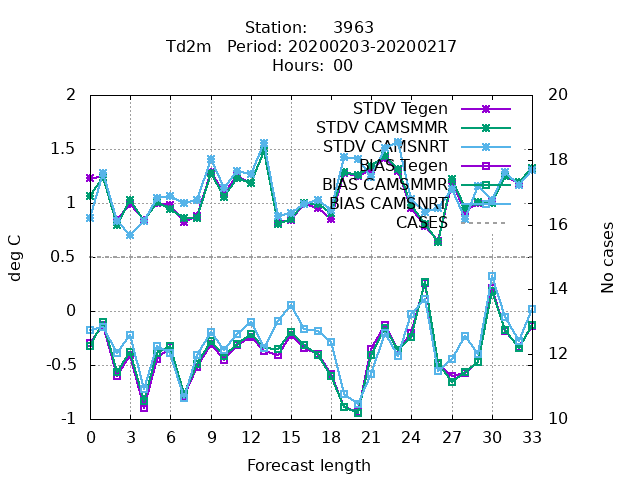 Station: 3963
Td2m Period: 20200203-20200217
Hours: 00
deg C
No cases
Forecast length
2
1.5
1
0.5
0
-0.5
-1
20
18
16
14
12
10
0 3 6 9 12 15 18 21 24 27 30 33
STDV Tegen
STDV CAMSMMR
STDV CAMSNRT
BIAS Tegen
BIAS CAMSMMR
BIAS CAMSNRT
CASES